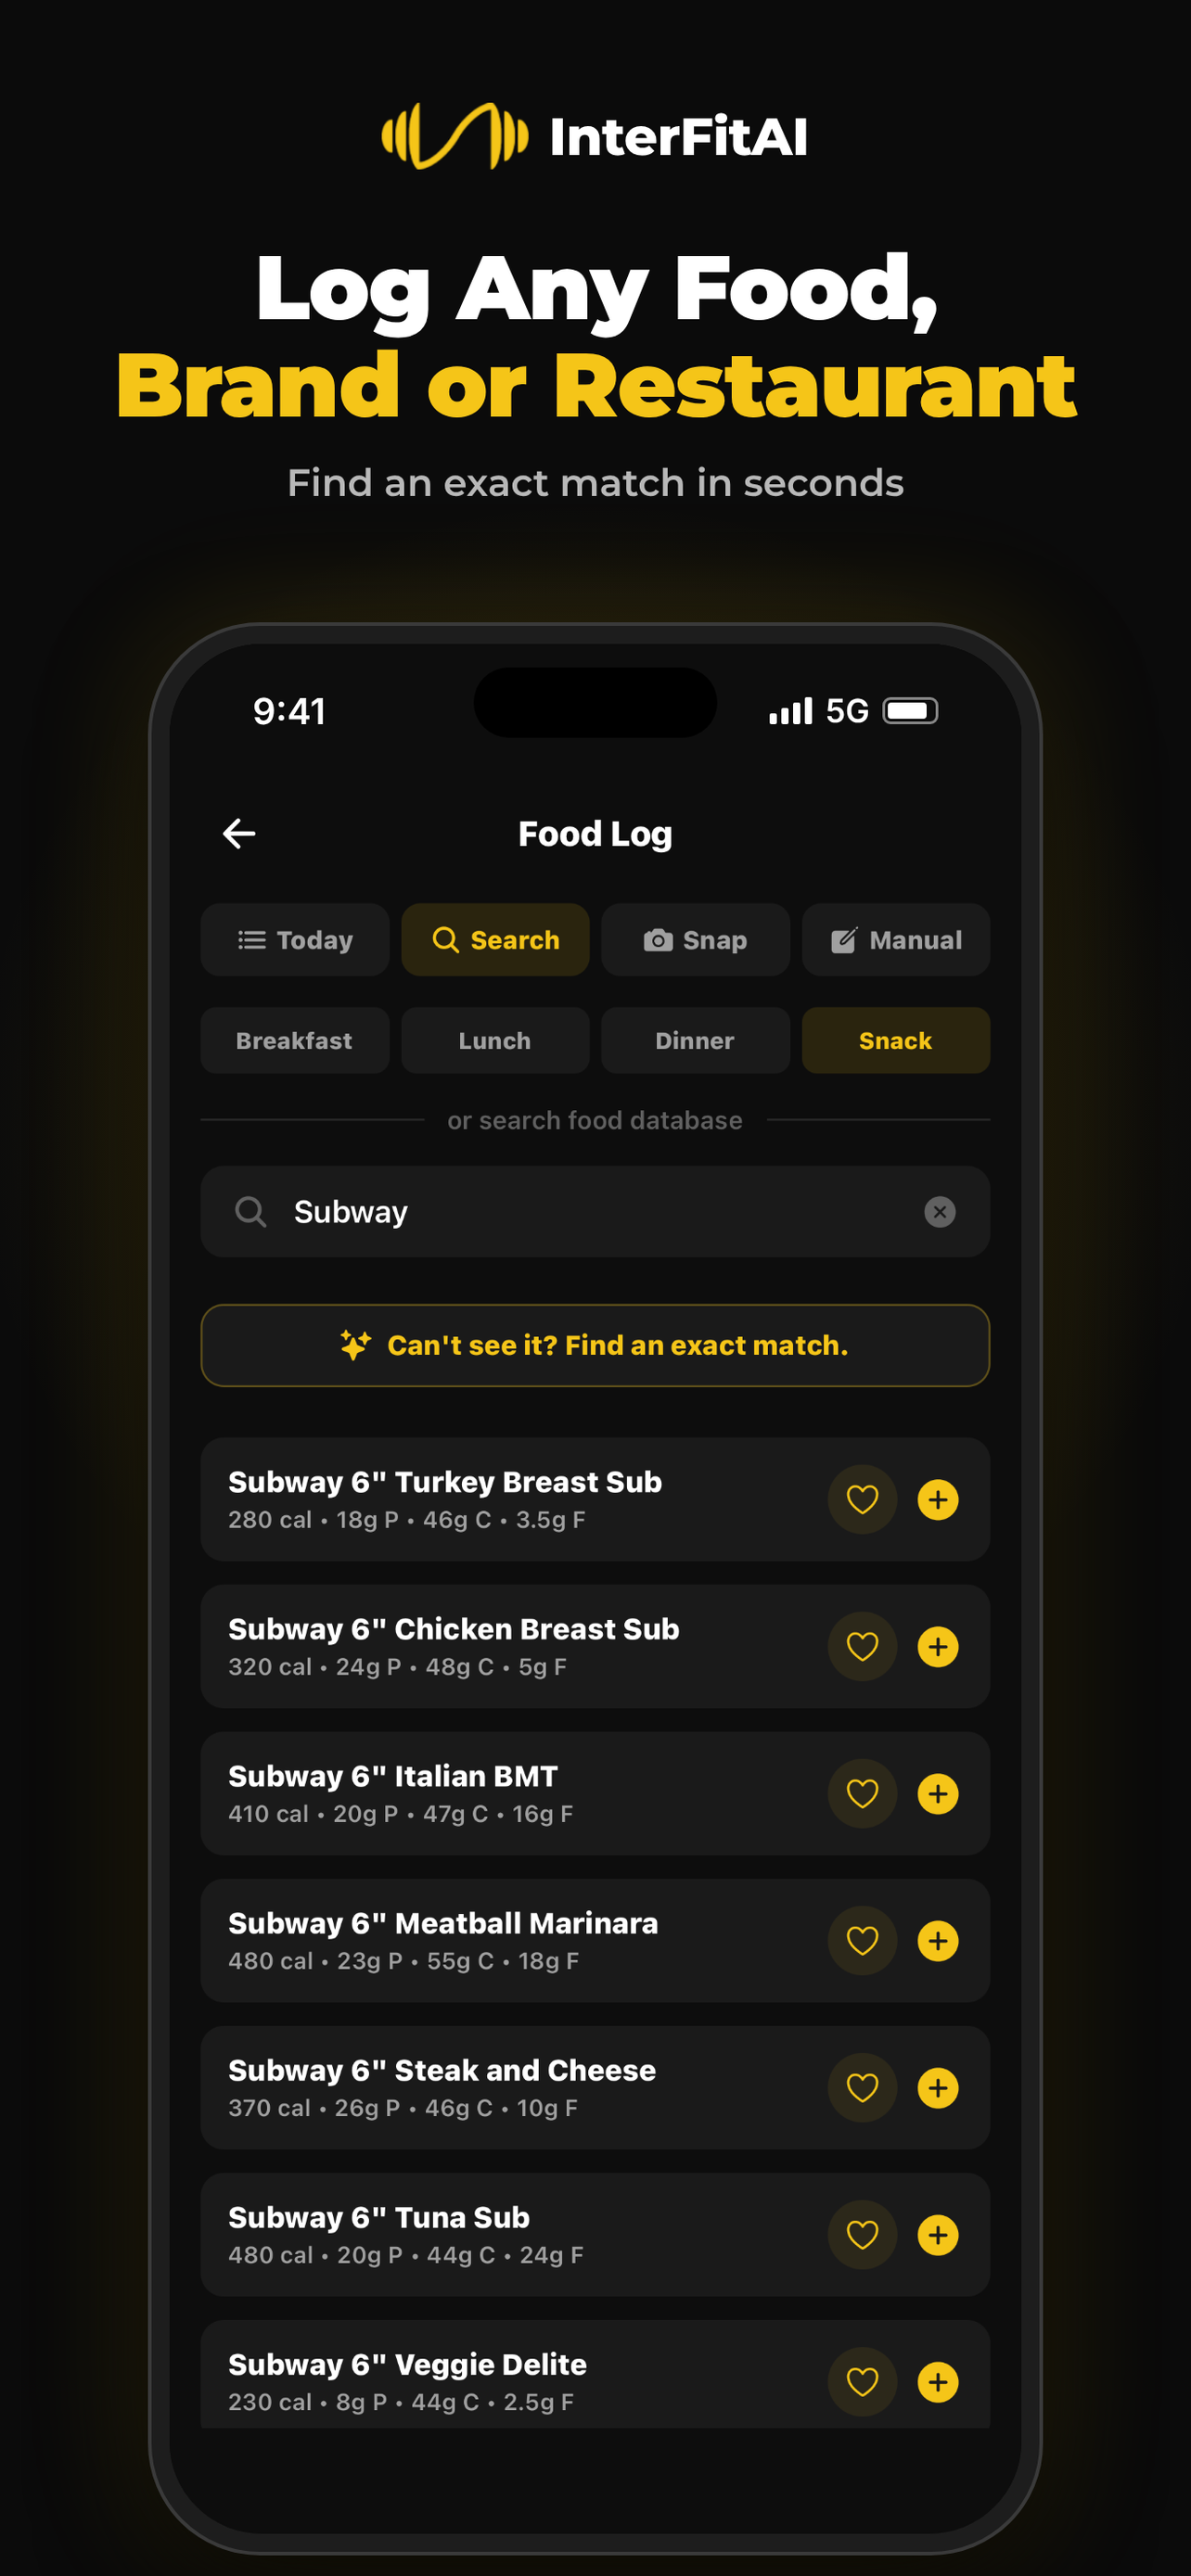 InterFitAI
Log Any Food,
Brand or Restaurant
Find an exact match in seconds
9:41
5G
Food Log
Today
Search
Snap
Manual
Breakfast
Lunch
Dinner
Snack
or search food database
Subway
Can't see it? Find an exact match.
Subway 6" Turkey Breast Sub
280 cal • 18g P • 46g C • 3.5g F
Subway 6" Chicken Breast Sub
320 cal • 24g P • 48g C • 5g F
Subway 6" Italian BMT
410 cal • 20g P • 47g C • 16g F
Subway 6" Meatball Marinara
480 cal • 23g P • 55g C • 18g F
Subway 6" Steak and Cheese
370 cal • 26g P • 46g C • 10g F
Subway 6" Tuna Sub
480 cal • 20g P • 44g C • 24g F
Subway 6" Veggie Delite
230 cal • 8g P • 44g C • 2.5g F